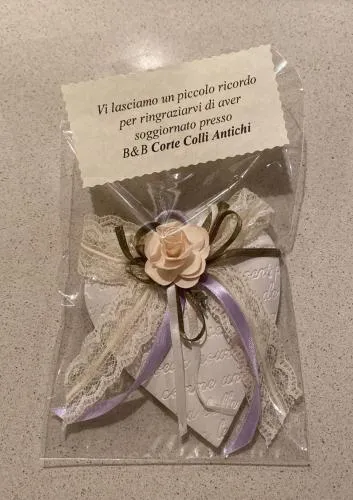 Vi lasciamo un piccolo ricordo
per ringraziarvi di aver
soggiornato presso
B&B Corte Colli Antichi